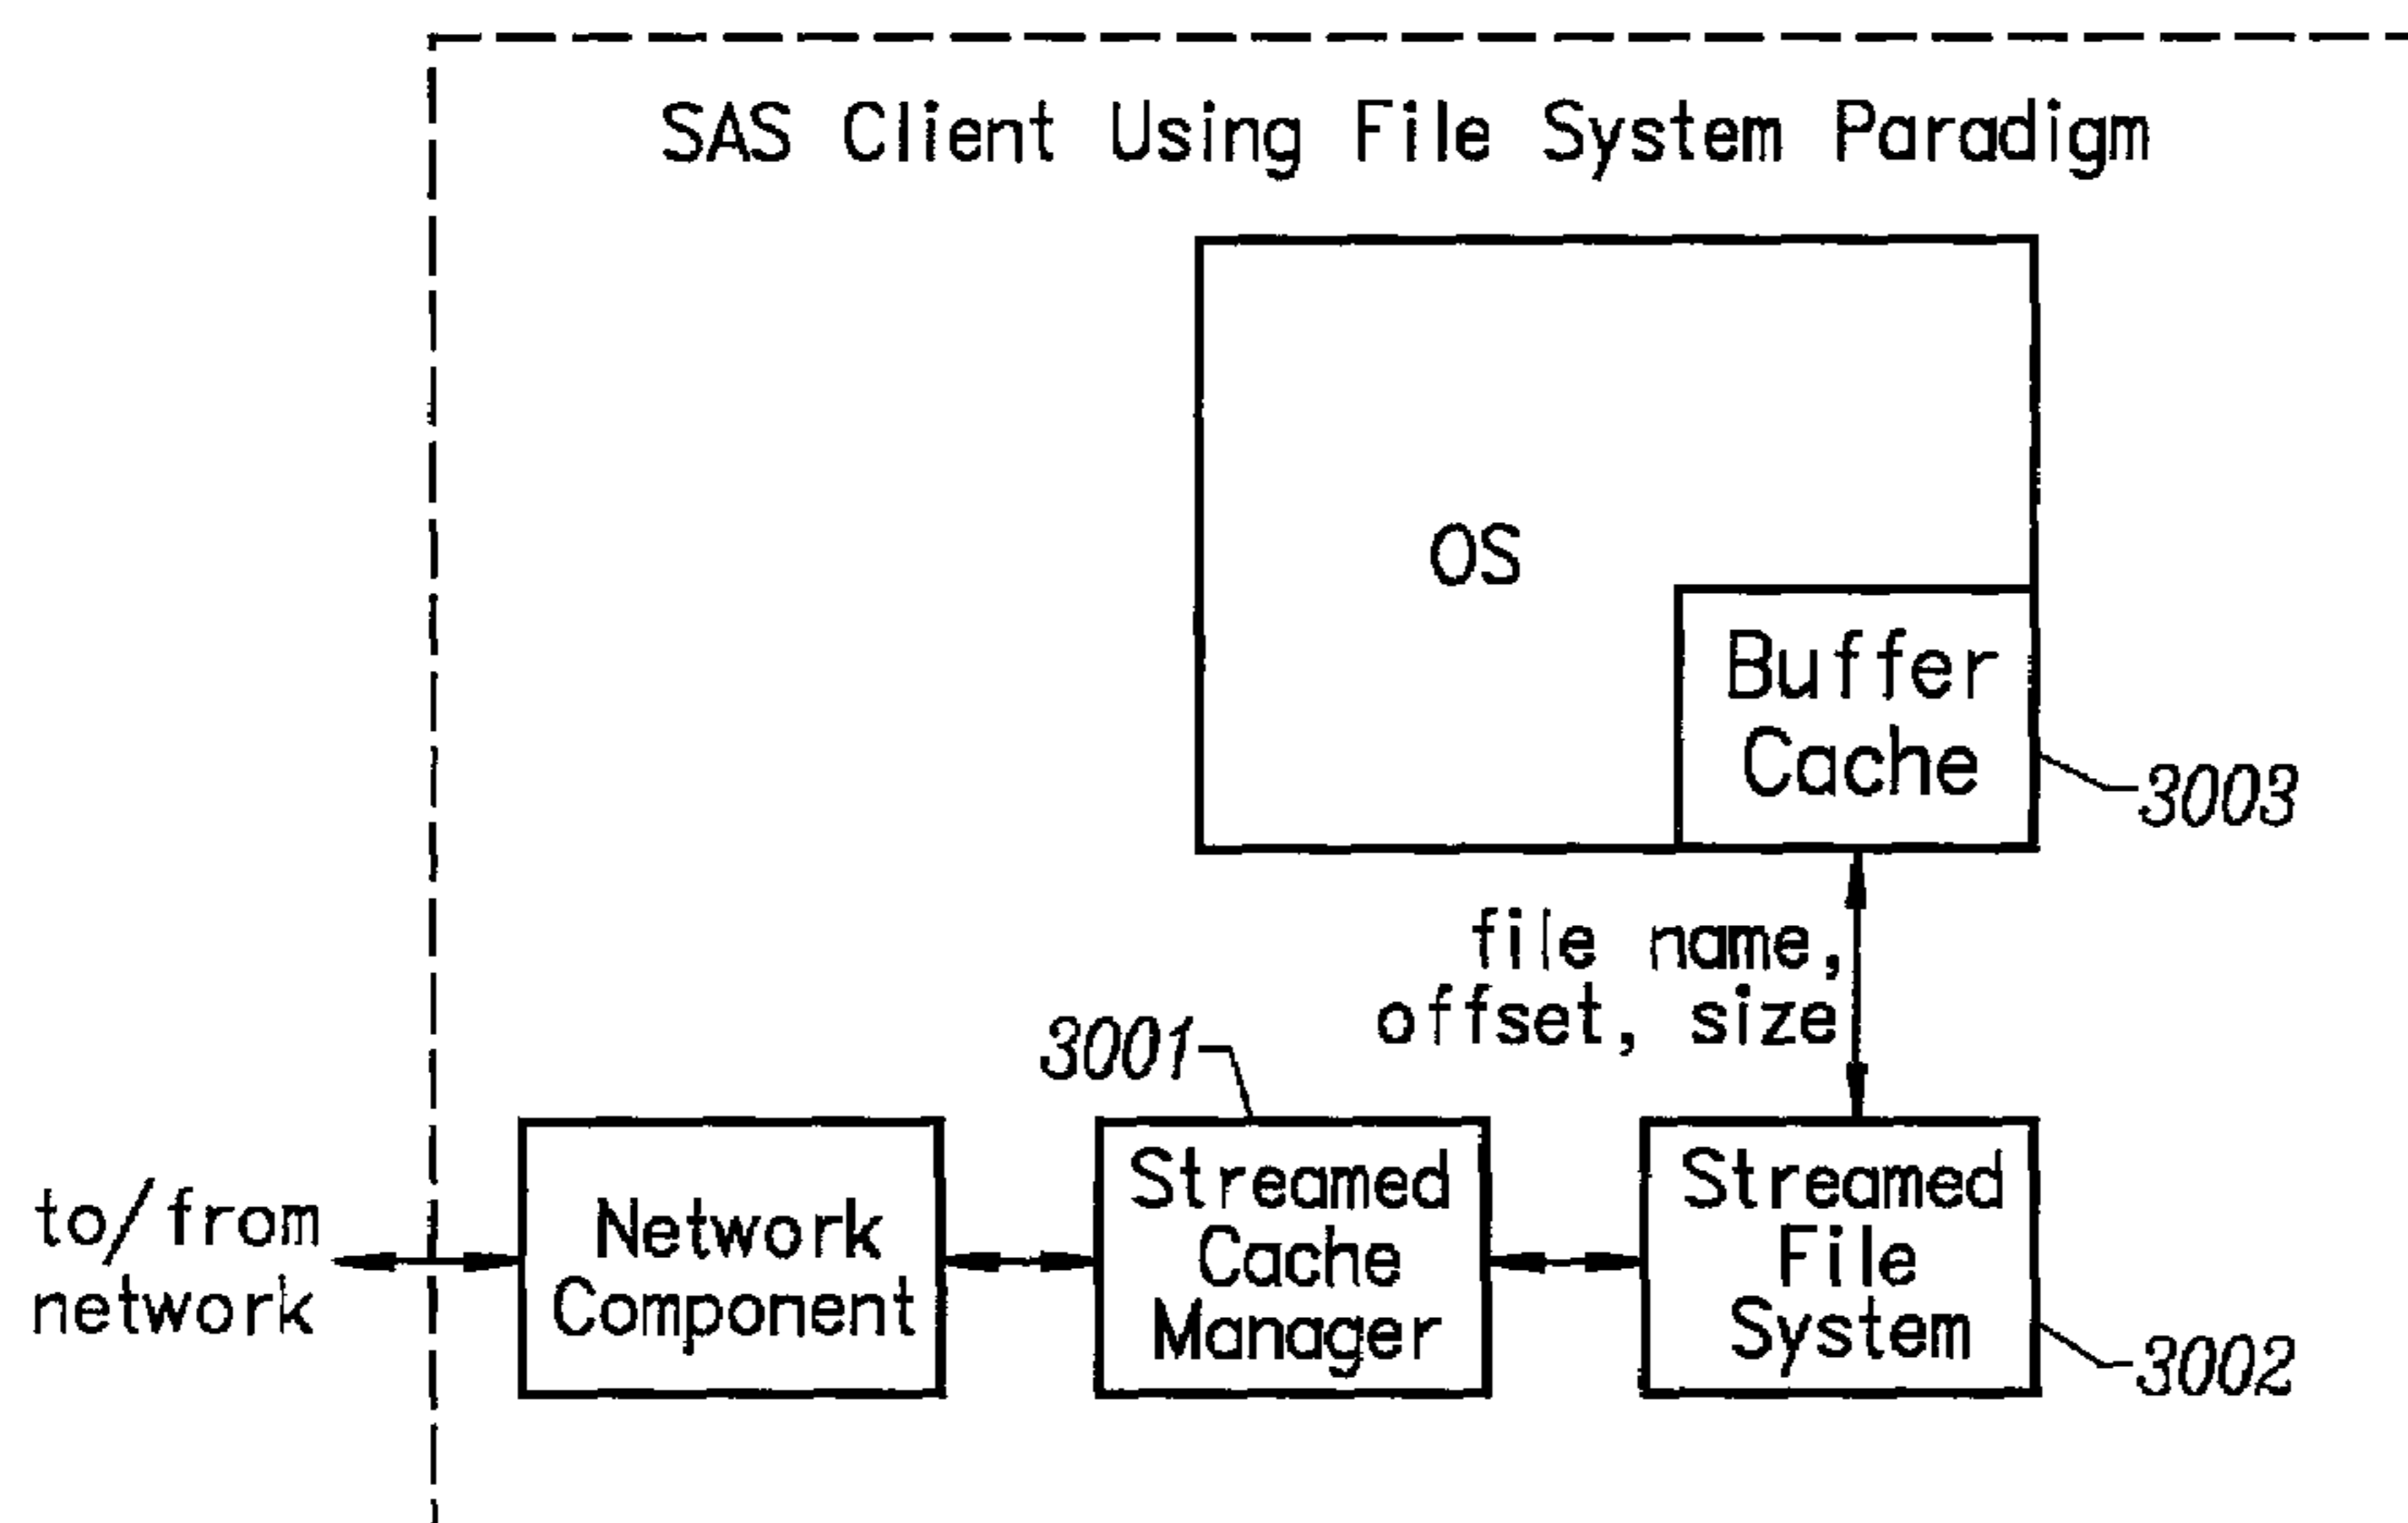 SAS Client Using File System Paradigm
OS
Buffer
Cache
3003
file name,
offset, size
3001
to/from
network
Network
Component
Streamed
Cache
Manager
Streamed
File
System
3002